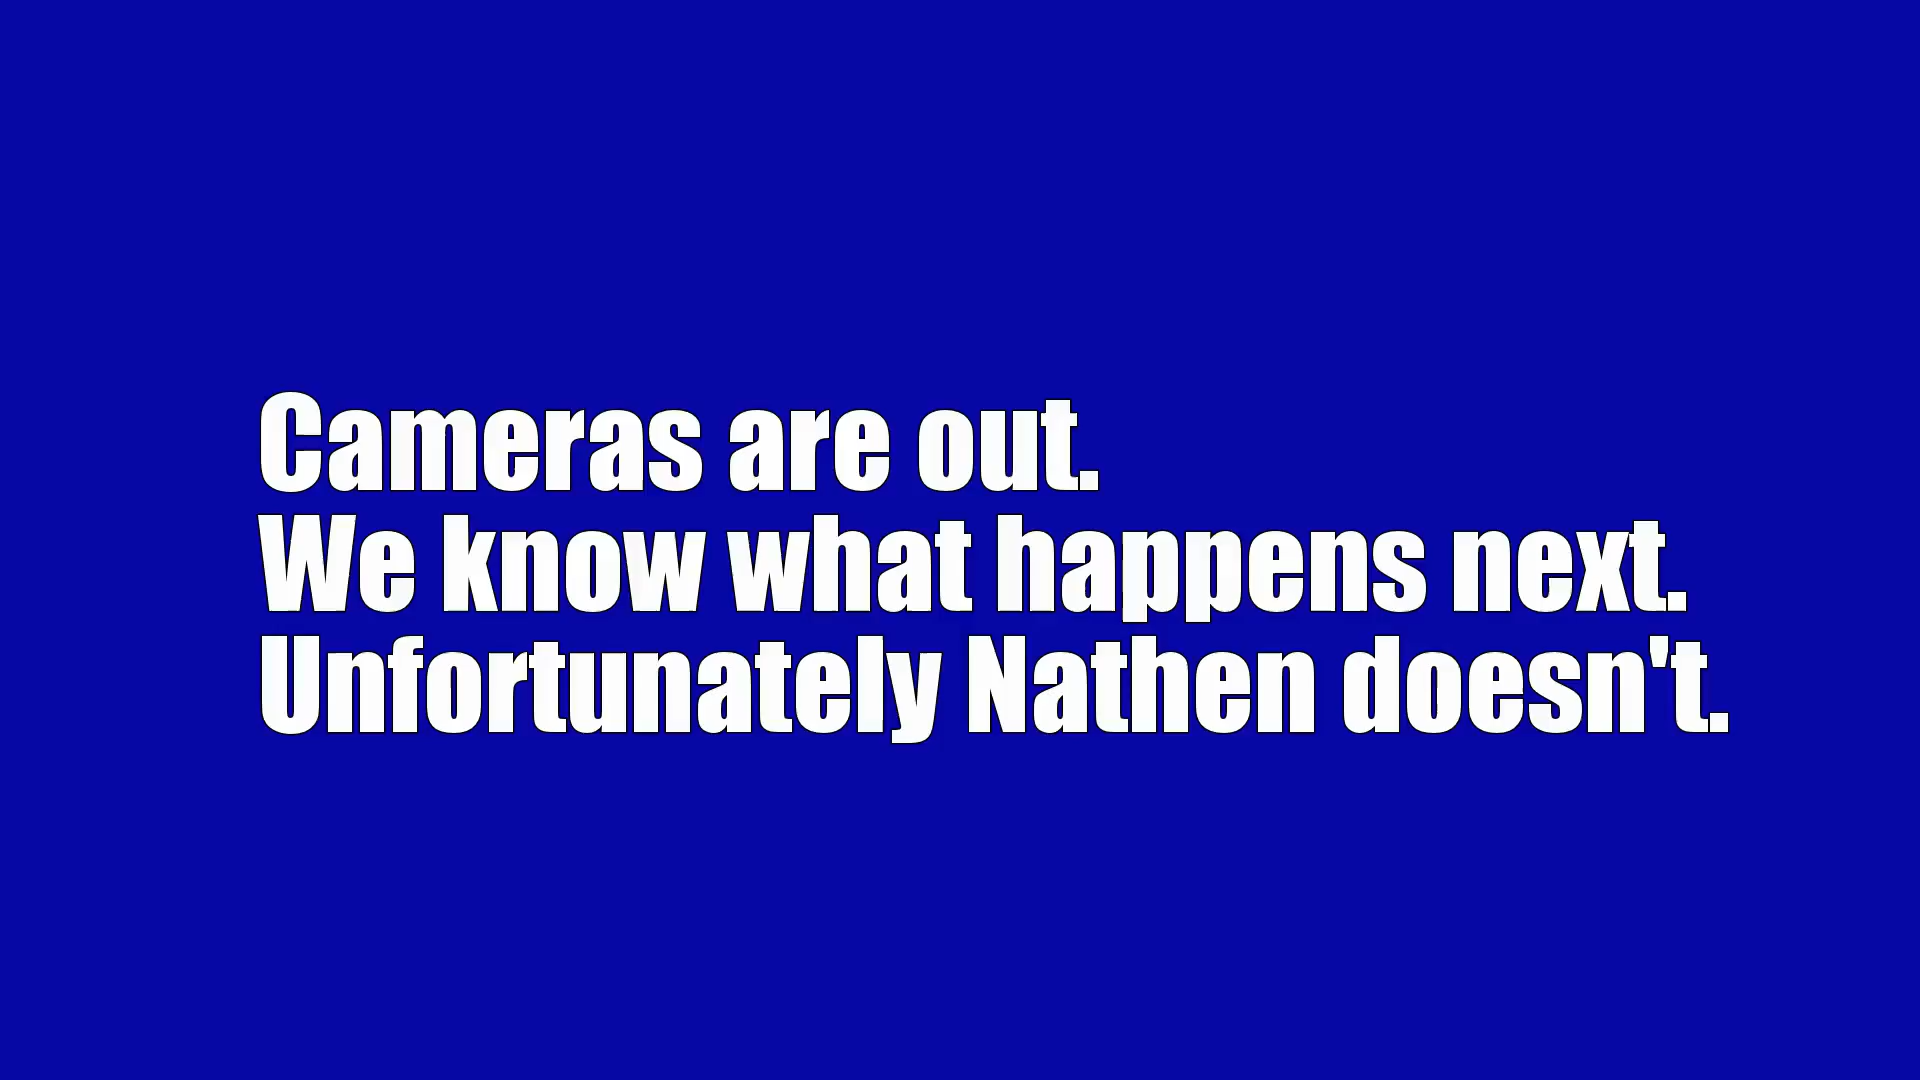 Cameras are out.
We know what happens next.
Unfortunately Nathen doesn't.